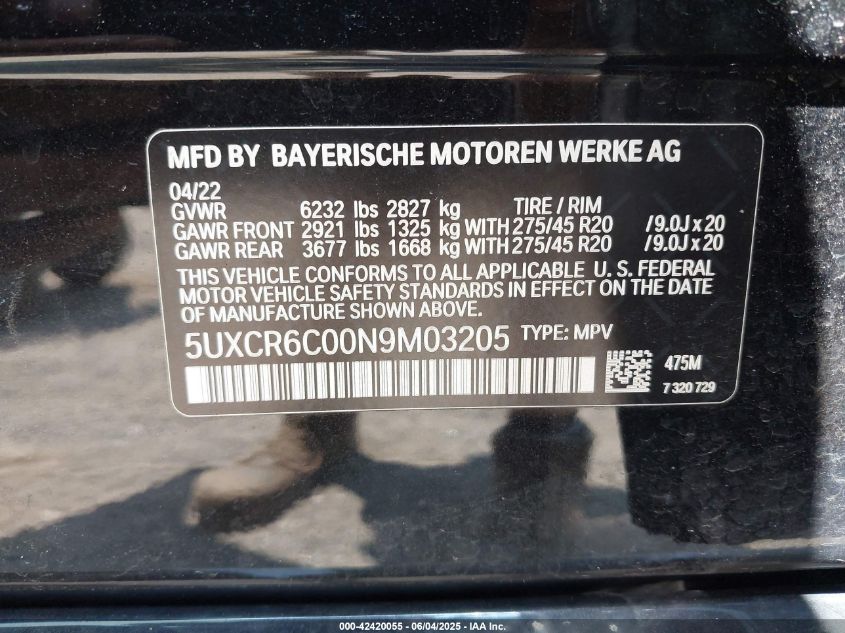 MFD BY BAYERISCHE MOTOREN WERKE AG
04/22
GVWR 6232 lbs 2827 kg TIRE / RIM
GAWR FRONT 2921 lbs 1325 kg WITH 275/45 R20 /9.0J x 20
GAWR REAR 3677 lbs 1668 kg WITH 275/45 R20 /9.0J x 20
THIS VEHICLE CONFORMS TO ALL APPLICABLE U. S. FEDERAL
MOTOR VEHICLE SAFETY STANDARDS IN EFFECT ON THE DATE
OF MANUFACTURE SHOWN ABOVE.
5UXCR6C00N9M03205 TYPE: MPV
475M
7 320 729
000-42420055 - 06/04/2025 - IAA Inc.